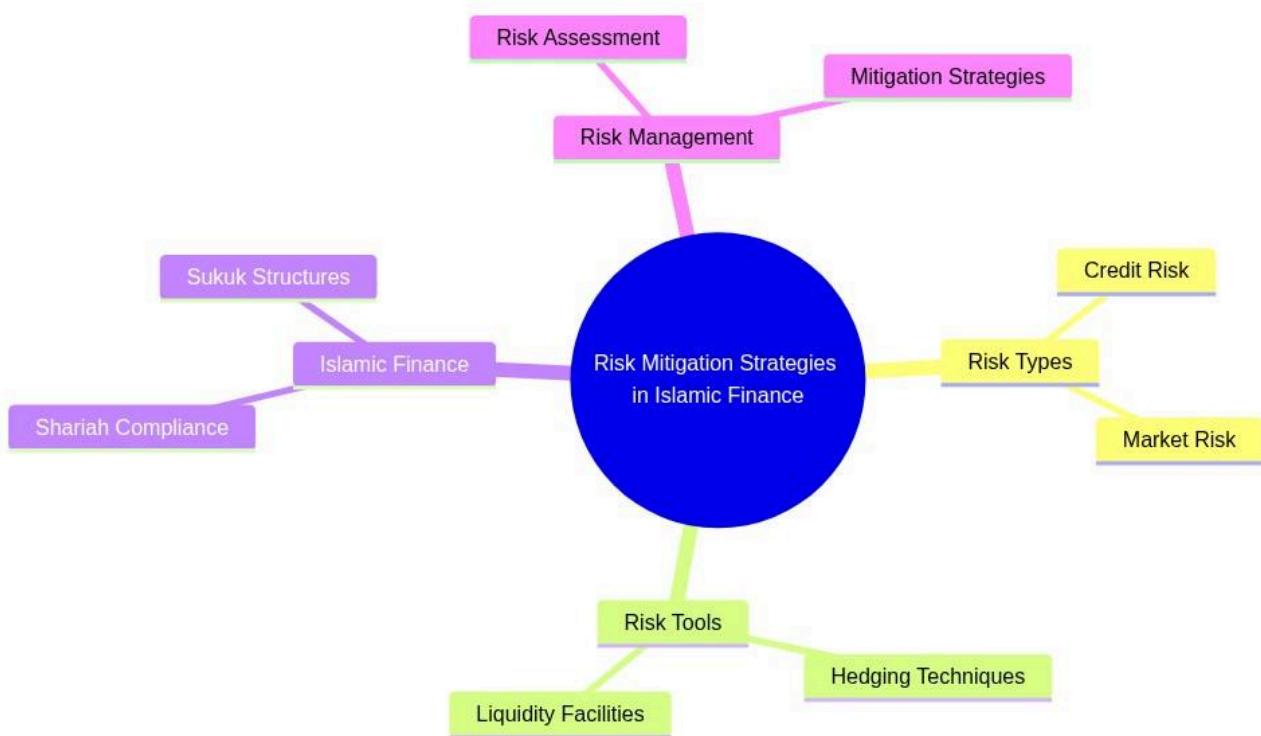 Risk Assessment
Mitigation Strategies
Risk Management
Sukuk Structures
Islamic Finance
Shariah Compliance
Risk Mitigation Strategies
in Islamic Finance
Credit Risk
Risk Types
Market Risk
Risk Tools
Hedging Techniques
Liquidity Facilities